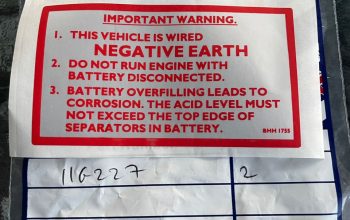 IMPORTANT WARNING.
1. THIS VEHICLE IS WIRED
NEGATIVE EARTH
2. DO NOT RUN ENGINE WITH
BATTERY DISCONNECTED.
3. BATTERY OVERFILLING LEADS TO
CORROSION. THE ACID LEVEL MUST
NOT EXCEED THE TOP EDGE OF
SEPARATORS IN BATTERY.
BHH 1755
11G227 2